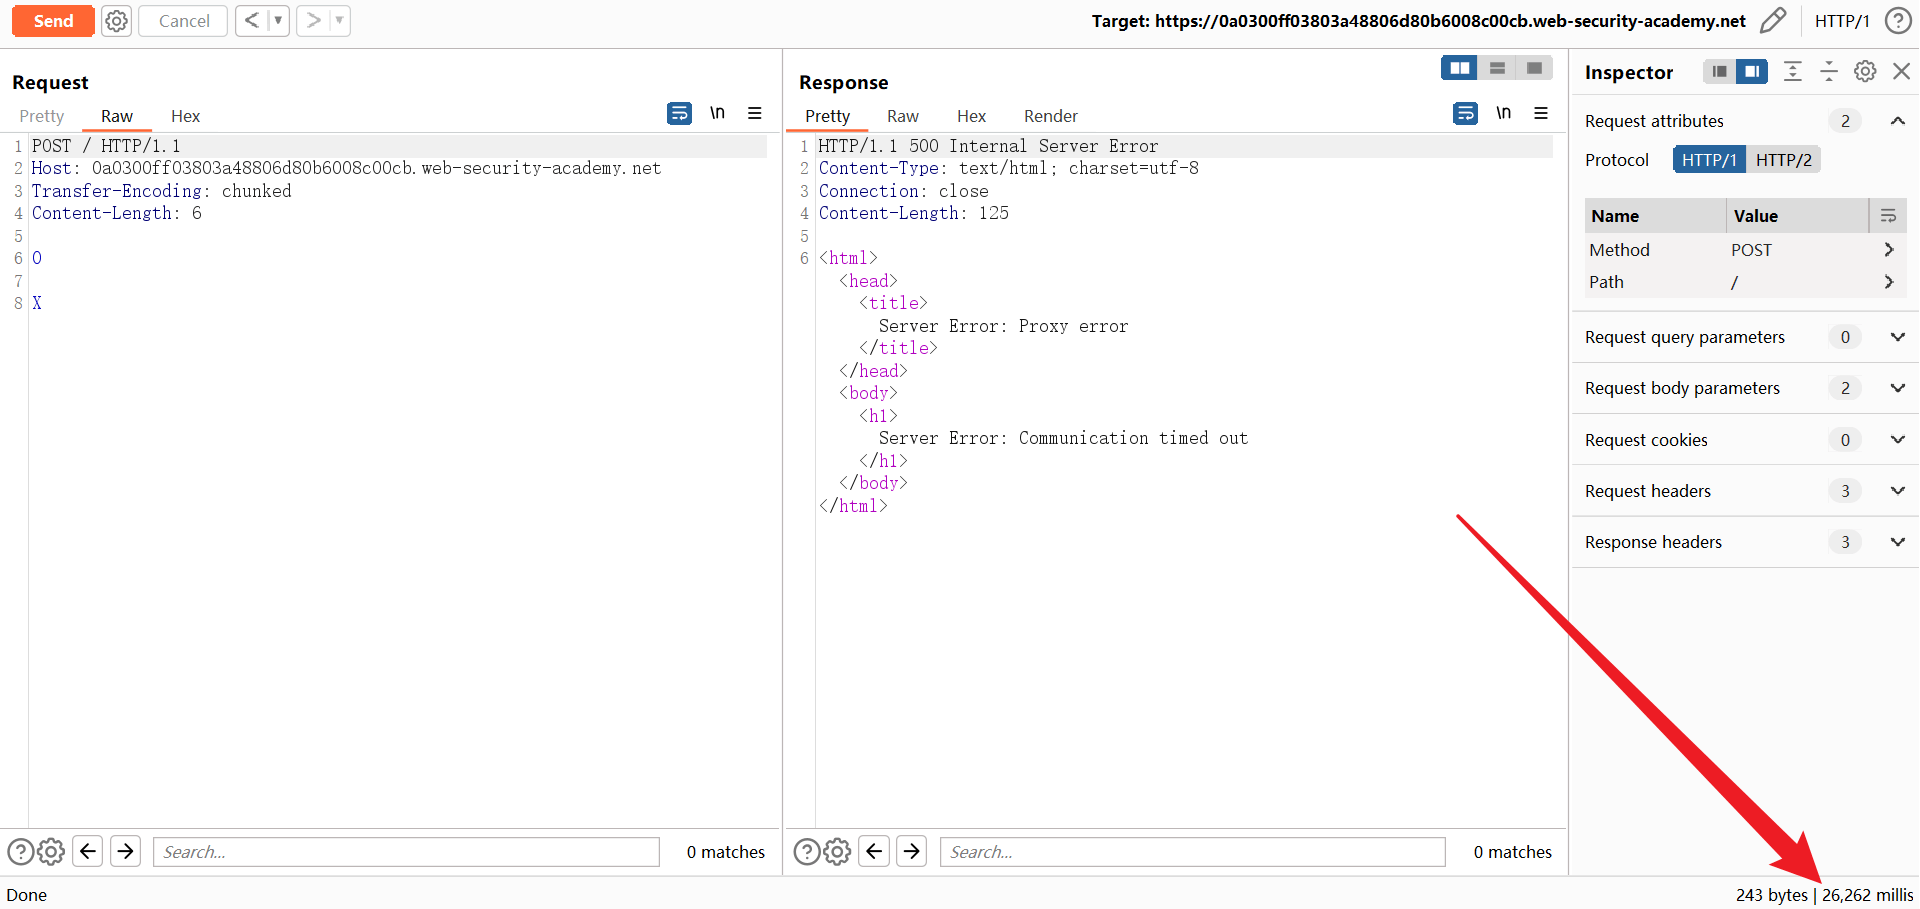 Send Cancel < > Target: https://0a0300ff03803a48806d80b6008c00cb.web-security-academy.net HTTP/1 ?
Request
Pretty Raw Hex \n
1 POST / HTTP/1.1
2 Host: 0a0300ff03803a48806d80b6008c00cb.web-security-academy.net
3 Transfer-Encoding: chunked
4 Content-Length: 6
5
6 0
7
8 X
? Search... 0 matches
Response
Pretty Raw Hex Render \n
1 HTTP/1.1 500 Internal Server Error
2 Content-Type: text/html; charset=utf-8
3 Connection: close
4 Content-Length: 125
5
6 <html>
<head>
<title>
Server Error: Proxy error
</title>
</head>
<body>
<h1>
Server Error: Communication timed out
</h1>
</body>
</html>
? Search... 0 matches
Inspector
Request attributes 2
Protocol HTTP/1 HTTP/2
Name Value
Method POST
Path /
Request query parameters 0
Request body parameters 2
Request cookies 0
Request headers 3
Response headers 3
Done 243 bytes | 26,262 millis